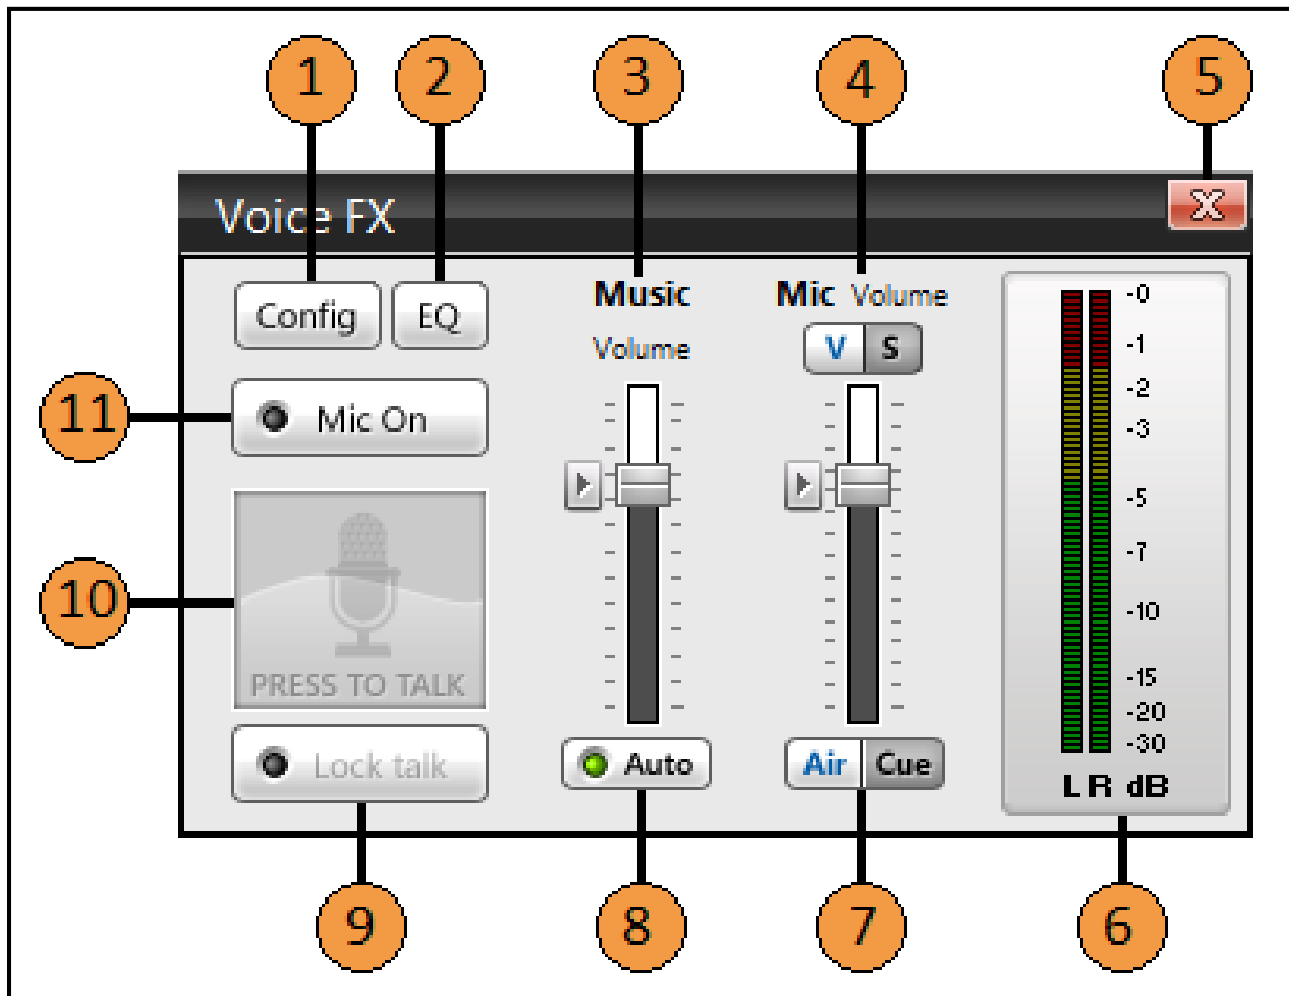 1 2 3 4 5
Voice FX X
Config EQ Music Mic Volume
Volume V S
11 Mic On
10
PRESS TO TALK
Lock talk Auto Air Cue
-0
-1
-2
-3
-5
-7
-10
-15
-20
-30
L R dB
9 8 7 6